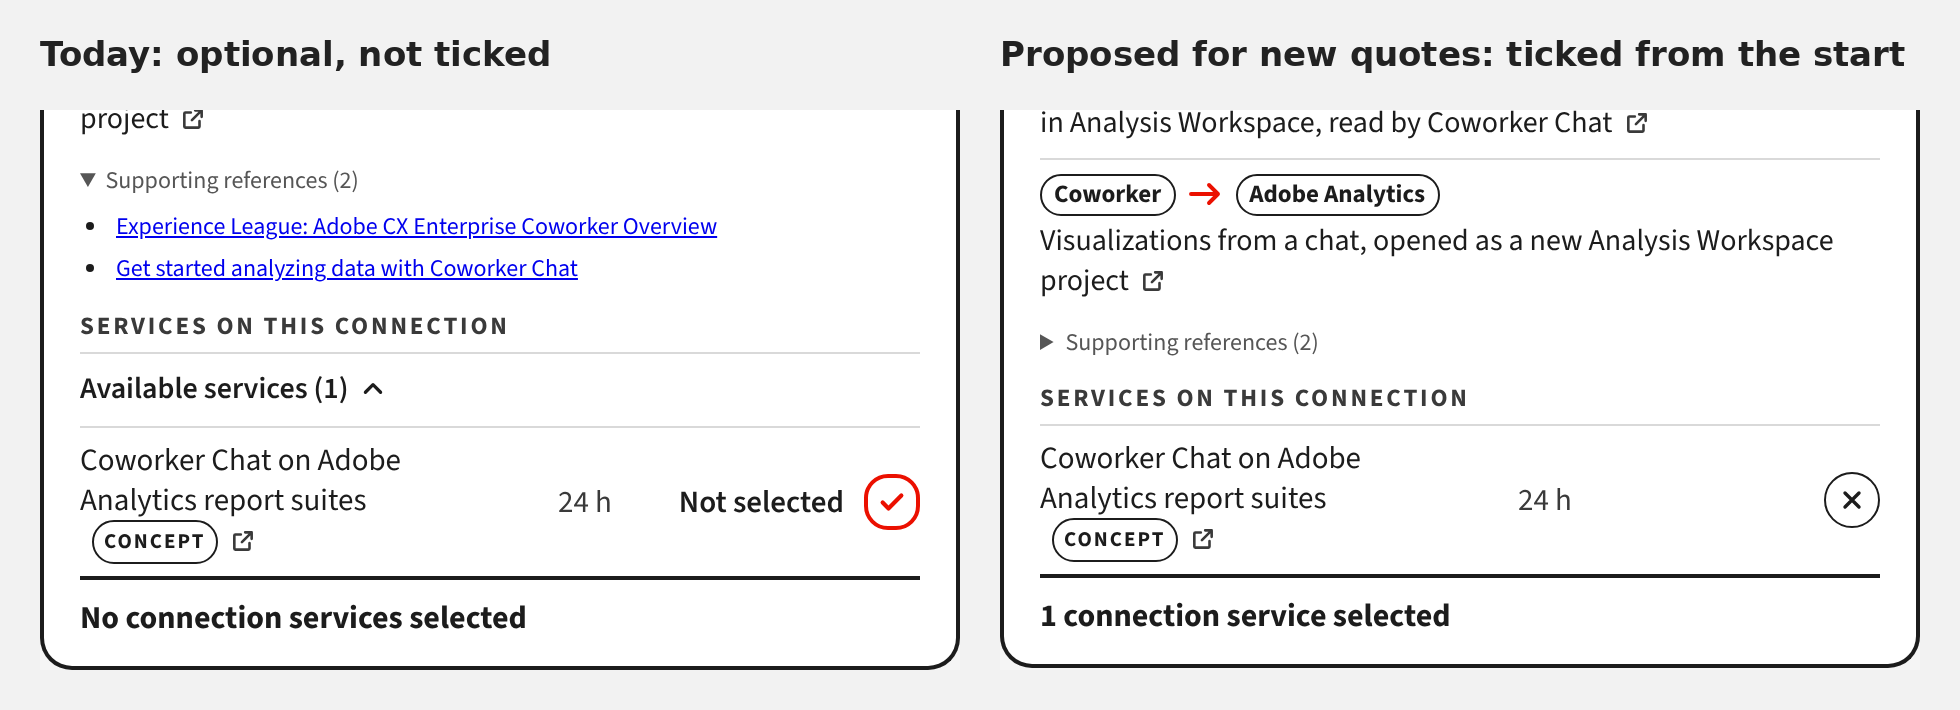 Today: optional, not ticked
project
Supporting references (2)
Experience League: Adobe CX Enterprise Coworker Overview
Get started analyzing data with Coworker Chat
SERVICES ON THIS CONNECTION
Available services (1)
Coworker Chat on Adobe
Analytics report suites
24 h
Not selected
CONCEPT
No connection services selected
Proposed for new quotes: ticked from the start
in Analysis Workspace, read by Coworker Chat
Coworker → Adobe Analytics
Visualizations from a chat, opened as a new Analysis Workspace
project
Supporting references (2)
SERVICES ON THIS CONNECTION
Coworker Chat on Adobe
Analytics report suites
24 h
CONCEPT
1 connection service selected